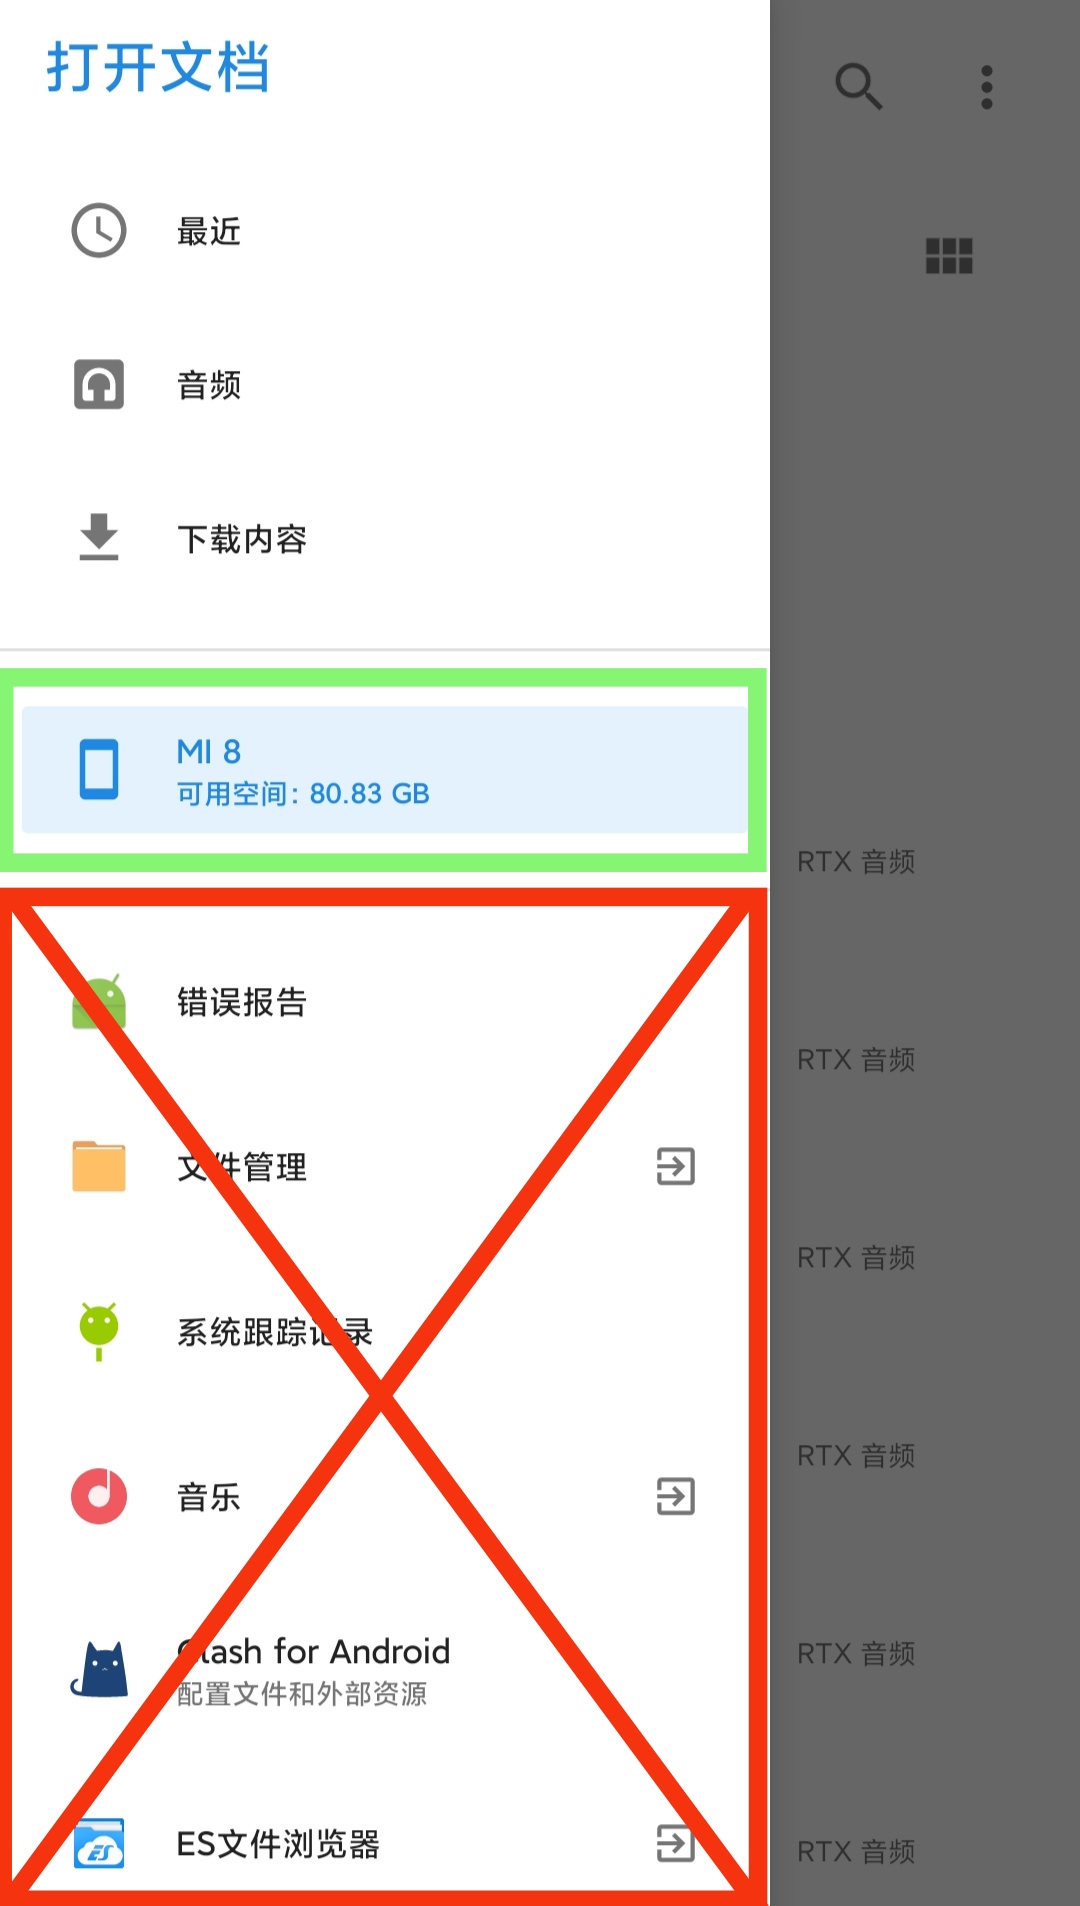 打开文档
最近
音频
下载内容
MI 8
可用空间: 80.83 GB
错误报告
文件管理
系统跟踪记录
音乐
Clash for Android
配置文件和外部资源
ES文件浏览器
RTX 音频
RTX 音频
RTX 音频
RTX 音频
RTX 音频
RTX 音频